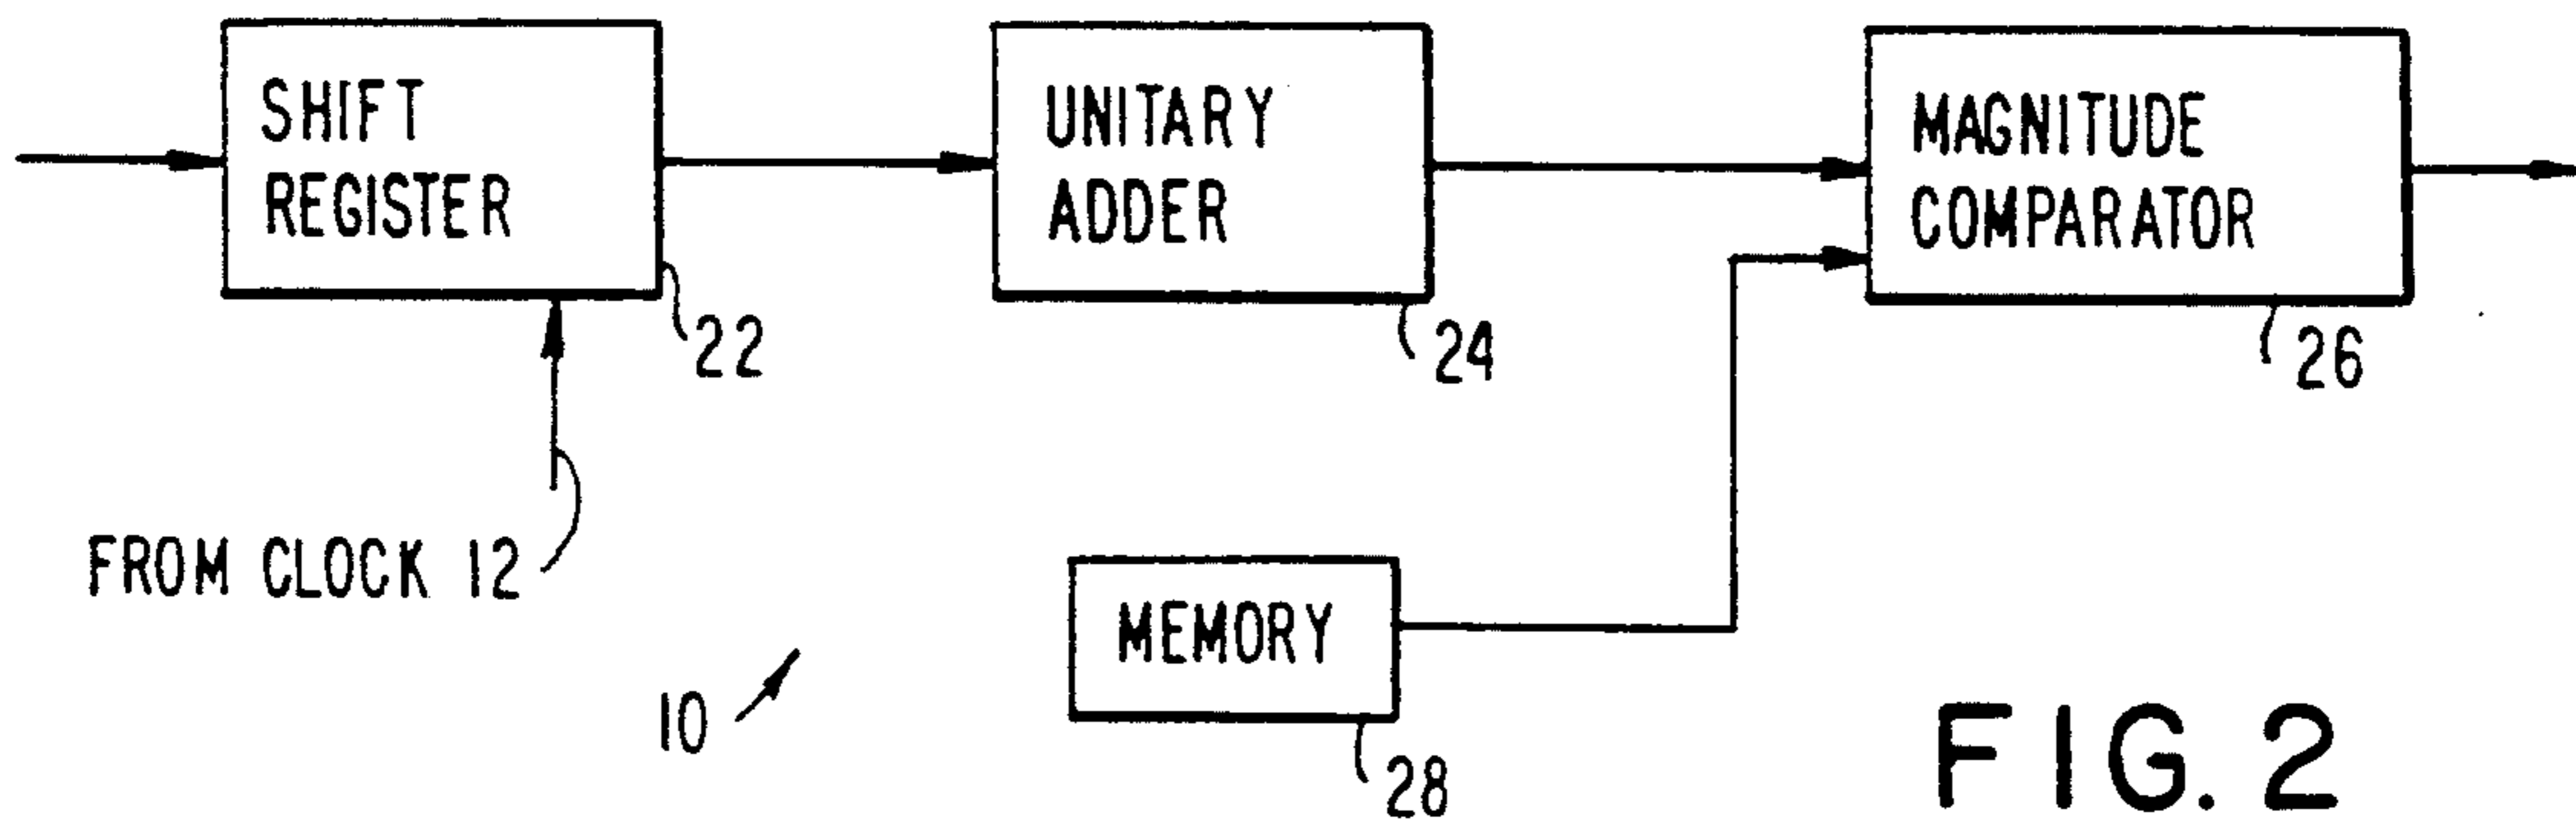 SHIFT
REGISTER
UNITARY
ADDER
MAGNITUDE
COMPARATOR
22
24
26
FROM CLOCK 12
MEMORY
10
28
FIG. 2